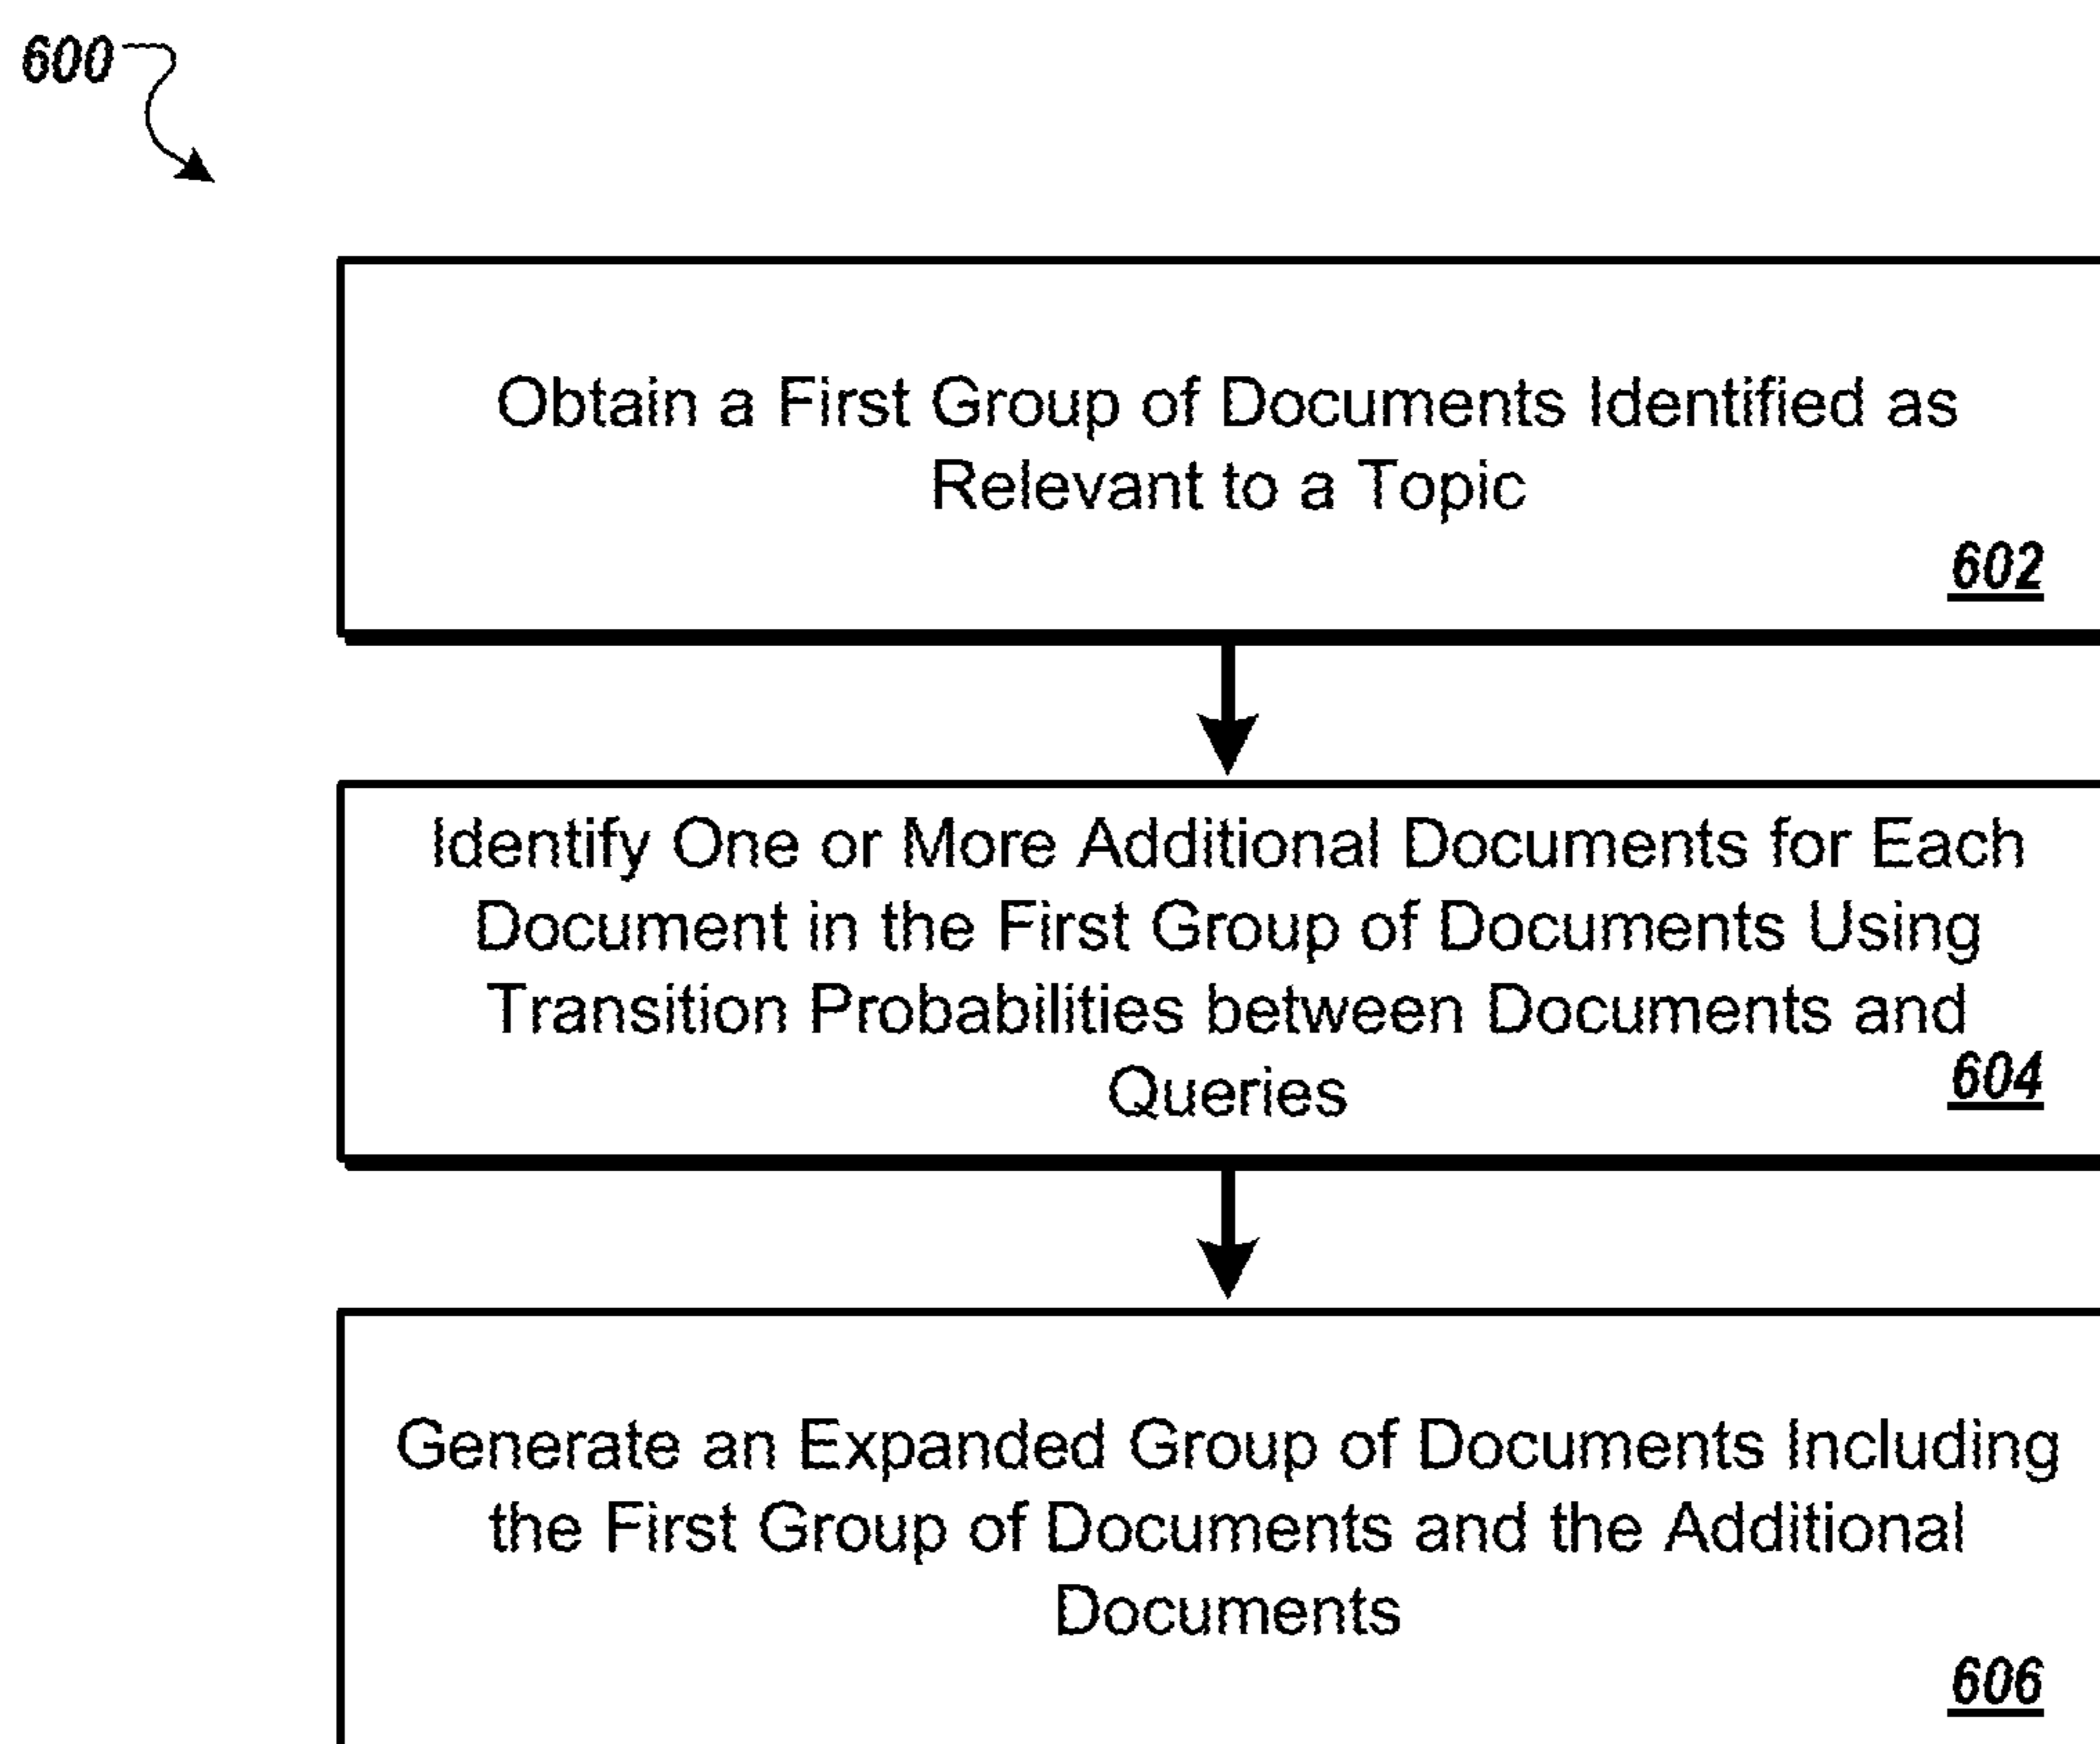 600
Obtain a First Group of Documents Identified as
Relevant to a Topic
602
Identify One or More Additional Documents for Each
Document in the First Group of Documents Using
Transition Probabilities between Documents and
Queries
604
Generate an Expanded Group of Documents Including
the First Group of Documents and the Additional
Documents
606